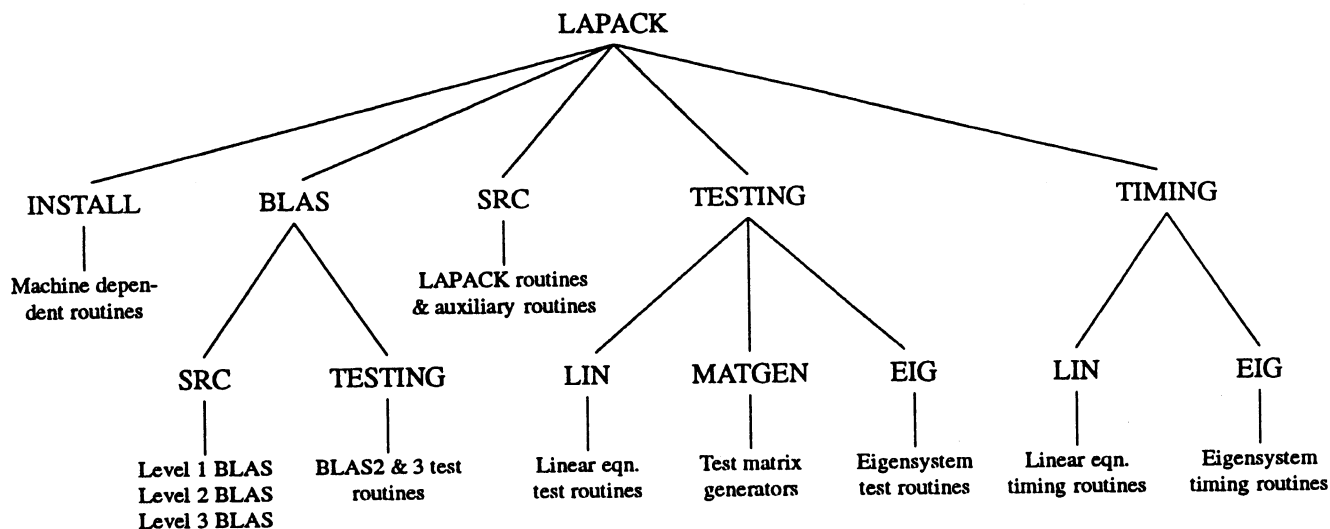 LAPACK
INSTALL
BLAS
SRC
TESTING
TIMING
Machine depen-
dent routines
LAPACK routines
& auxiliary routines
SRC
TESTING
LIN
MATGEN
EIG
LIN
EIG
Level 1 BLAS
Level 2 BLAS
Level 3 BLAS
BLAS2 & 3 test
routines
Linear eqn.
test routines
Test matrix
generators
Eigensystem
test routines
Linear eqn.
timing routines
Eigensystem
timing routines